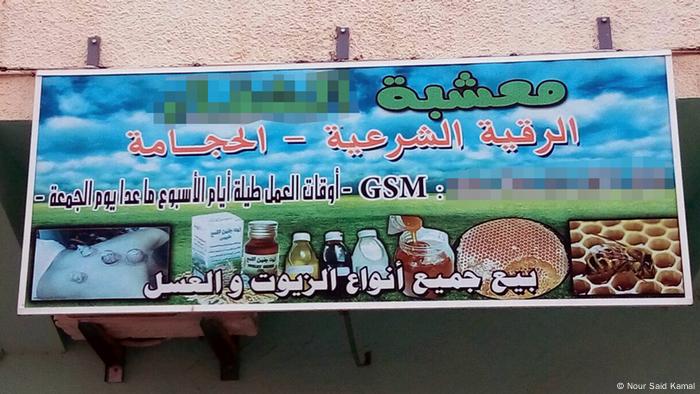 معشبة
الرقية الشرعية - الحجامة
- أوقات العمل طيلة أيام الأسبوع ما عدا يوم الجمعة - GSM :
بيع جميع أنواع الزيوت و العسل
© Nour Said Kamal